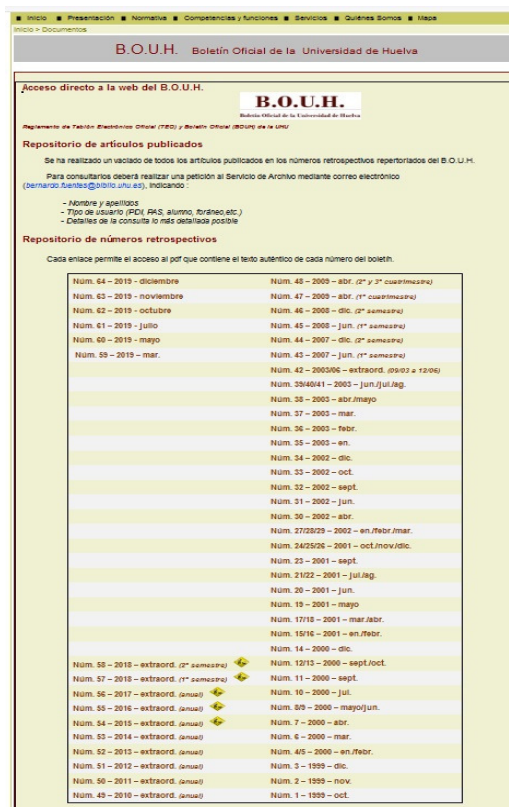 ■ Inicio ■ Presentación ■ Normativa ■ Competencias y funciones ■ Servicios ■ Quiénes Somos ■ Mapa
Inicio > Documentos
B.O.U.H. Boletín Oficial de la Universidad de Huelva
Acceso directo a la web del B.O.U.H.
B.O.U.H.
Boletín Oficial de la Universidad de Huelva
Reglamento de Tablón Electrónico Oficial (TEO) y Boletín Oficial (BOUH) de la UHU
Repositorio de artículos publicados
Se ha realizado un vaciado de todos los artículos publicados en los números retrospectivos repertoriados del B.O.U.H.
Para consultarlos deberá realizar una petición al Servicio de Archivo mediante correo electrónico
(bernardo.fuentes@biblio.uhu.es), indicando :
- Nombre y apellidos
- Tipo de usuario (PDI, PAS, alumno, foráneo,etc.)
- Detalles de la consulta lo más detallada posible
Repositorio de números retrospectivos
Cada enlace permite el acceso al pdf que contiene el texto auténtico de cada número del boletín.
Núm. 64 – 2019 - diciembre
Núm. 63 – 2019 - noviembre
Núm. 62 – 2019 - octubre
Núm. 61 – 2019 - julio
Núm. 60 – 2019 - mayo
Núm. 59 – 2019 – mar.
Núm. 58 – 2018 – extraord. (2º semestre)
Núm. 57 – 2018 – extraord. (1º semestre)
Núm. 56 – 2017 – extraord. (anual)
Núm. 55 – 2016 – extraord. (anual)
Núm. 54 – 2015 – extraord. (anual)
Núm. 53 – 2014 – extraord. (anual)
Núm. 52 – 2013 – extraord. (anual)
Núm. 51 – 2012 – extraord. (anual)
Núm. 50 – 2011 – extraord. (anual)
Núm. 49 – 2010 – extraord. (anual)
Núm. 48 – 2009 – abr. (2º y 3º cuatrimestre)
Núm. 47 – 2009 – abr. (1º cuatrimestre)
Núm. 46 – 2008 – dic. (2º semestre)
Núm. 45 – 2008 – jun. (1º semestre)
Núm. 44 – 2007 – dic. (2º semestre)
Núm. 43 – 2007 – jun. (1º semestre)
Núm. 42 – 2003/06 – extraord. (09/03 a 12/06)
Núm. 39/40/41 – 2003 – jun./jul./ag.
Núm. 38 – 2003 – abr./mayo
Núm. 37 – 2003 – mar.
Núm. 36 – 2003 – febr.
Núm. 35 – 2003 – en.
Núm. 34 – 2002 – dic.
Núm. 33 – 2002 – oct.
Núm. 32 – 2002 – sept.
Núm. 31 – 2002 – jun.
Núm. 30 – 2002 – abr.
Núm. 27/28/29 – 2002 – en./febr./mar.
Núm. 24/25/26 – 2001 – oct./nov./dic.
Núm. 23 – 2001 – sept.
Núm. 21/22 – 2001 – jul./ag.
Núm. 20 – 2001 – jun.
Núm. 19 – 2001 – mayo
Núm. 17/18 – 2001 – mar./abr.
Núm. 15/16 – 2001 – en./febr.
Núm. 14 – 2000 – dic.
Núm. 12/13 – 2000 – sept./oct.
Núm. 11 – 2000 – sept.
Núm. 10 – 2000 – jul.
Núm. 8/9 – 2000 – mayo/jun.
Núm. 7 – 2000 – abr.
Núm. 6 – 2000 – mar.
Núm. 4/5 – 2000 – en./febr.
Núm. 3 – 1999 – dic.
Núm. 2 – 1999 – nov.
Núm. 1 – 1999 – oct.